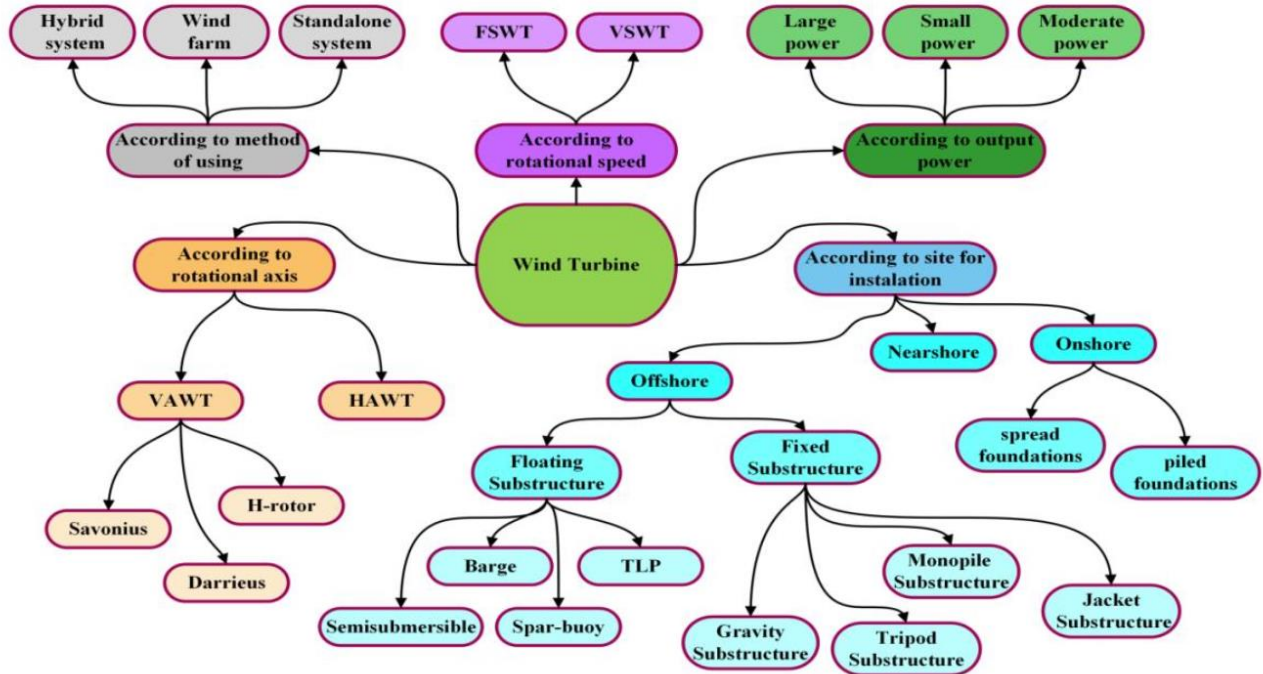 Hybrid
system
Wind
farm
Standalone
system
FSWT
VSWT
Large
power
Small
power
Moderate
power
According to method
of using
According to
rotational speed
According to output
power
According to
rotational axis
Wind Turbine
According to site for
instalation
Nearshore
Onshore
Offshore
VAWT
HAWT
spread
foundations
piled
foundations
Floating
Substructure
Fixed
Substructure
H-rotor
Savonius
Darrieus
Barge
TLP
Monopile
Substructure
Semisubmersible
Spar-buoy
Gravity
Substructure
Tripod
Substructure
Jacket
Substructure